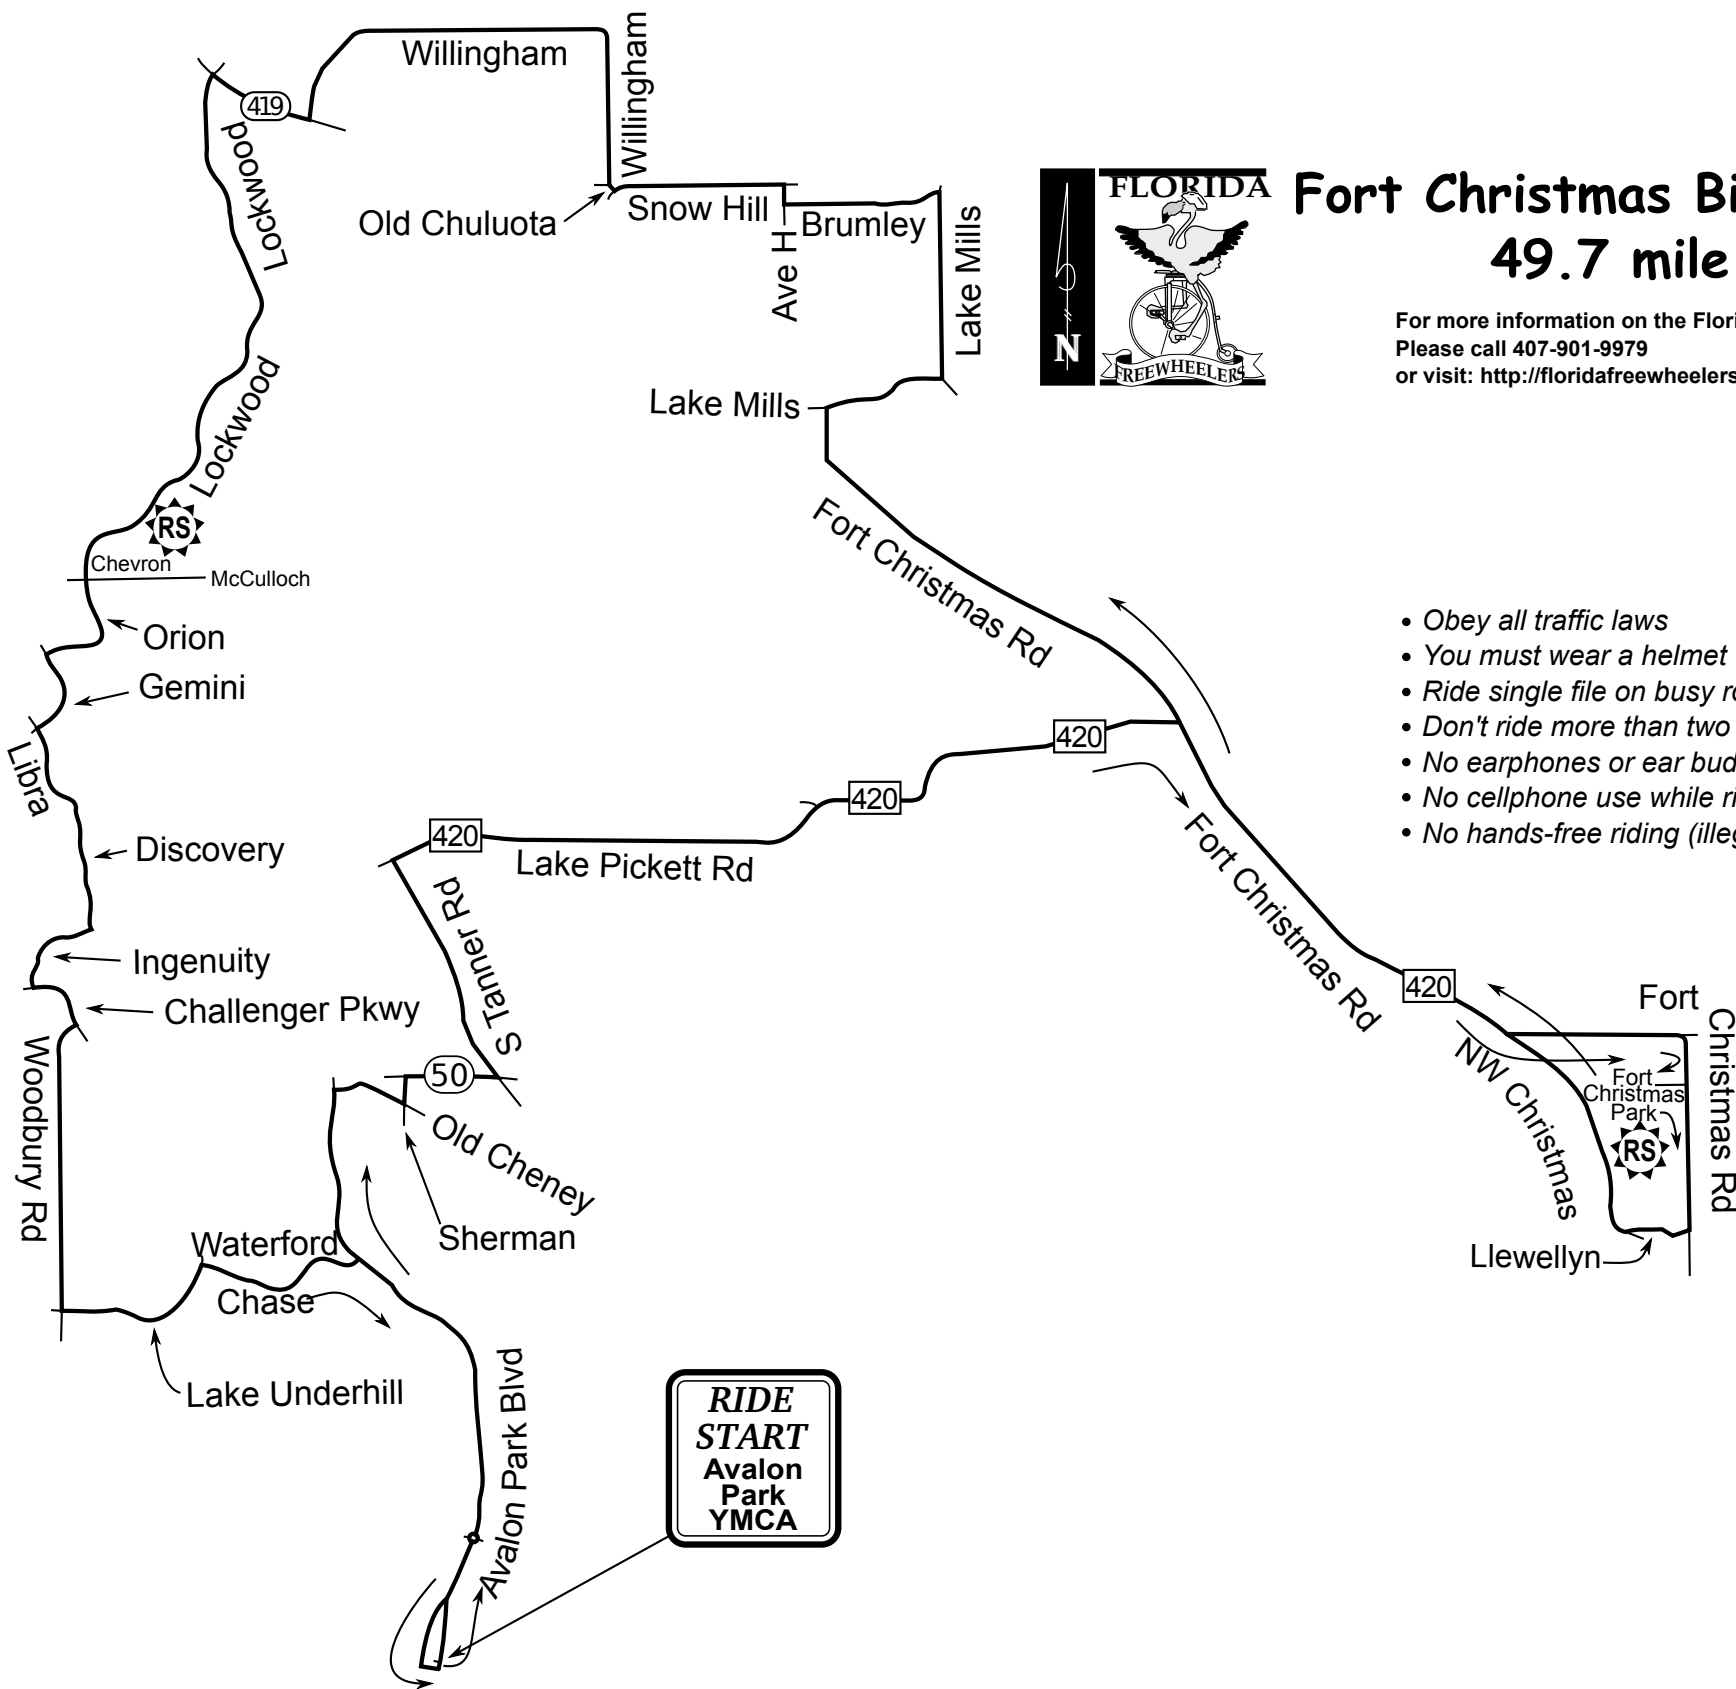 Willingham
Willingham
419
Lockwood
Old Chuluota
Snow Hill
Ave H
Brumley
Lake Mills
FLORIDA
FREEWHEELERS
N
Fort Christmas Bi
49.7 mile
For more information on the Flori
Please call 407-901-9979
or visit: http://floridafreewheelers
Lake Mills
Lockwood
RS
Chevron
McCulloch
Fort Christmas Rd
Orion
Gemini
• Obey all traffic laws
• You must wear a helmet
• Ride single file on busy ro
• Don't ride more than two
• No earphones or ear bud
• No cellphone use while ri
• No hands-free riding (illeg
Libra
420
420
420
Lake Pickett Rd
Fort Christmas Rd
Discovery
S Tanner Rd
Ingenuity
Challenger Pkwy
420
Fort
Christmas Rd
NW Christmas
Fort
Christmas
Park
RS
Llewellyn
Woodbury Rd
50
Old Cheney
Sherman
Waterford
Chase
Lake Underhill
Avalon Park Blvd
RIDE
START
Avalon
Park
YMCA